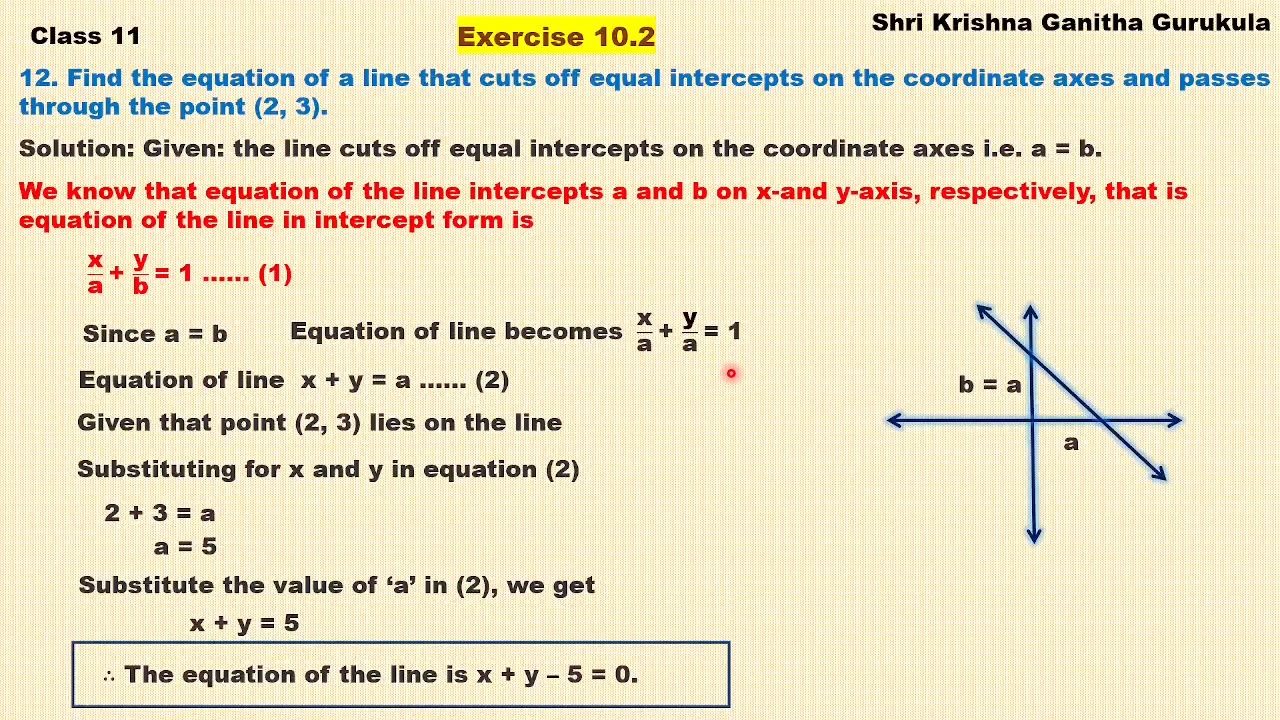 Class 11
Exercise 10.2
Shri Krishna Ganitha Gurukula
12. Find the equation of a line that cuts off equal intercepts on the coordinate axes and passes
through the point (2, 3).
Solution: Given: the line cuts off equal intercepts on the coordinate axes i.e. a = b.
We know that equation of the line intercepts a and b on x-and y-axis, respectively, that is
equation of the line in intercept form is
x/a + y/b = 1 ...... (1)
Since a = b Equation of line becomes x/a + y/a = 1
Equation of line x + y = a ...... (2)
Given that point (2, 3) lies on the line
Substituting for x and y in equation (2)
2 + 3 = a
a = 5
Substitute the value of ‘a’ in (2), we get
x + y = 5
∴ The equation of the line is x + y – 5 = 0.
b = a
a